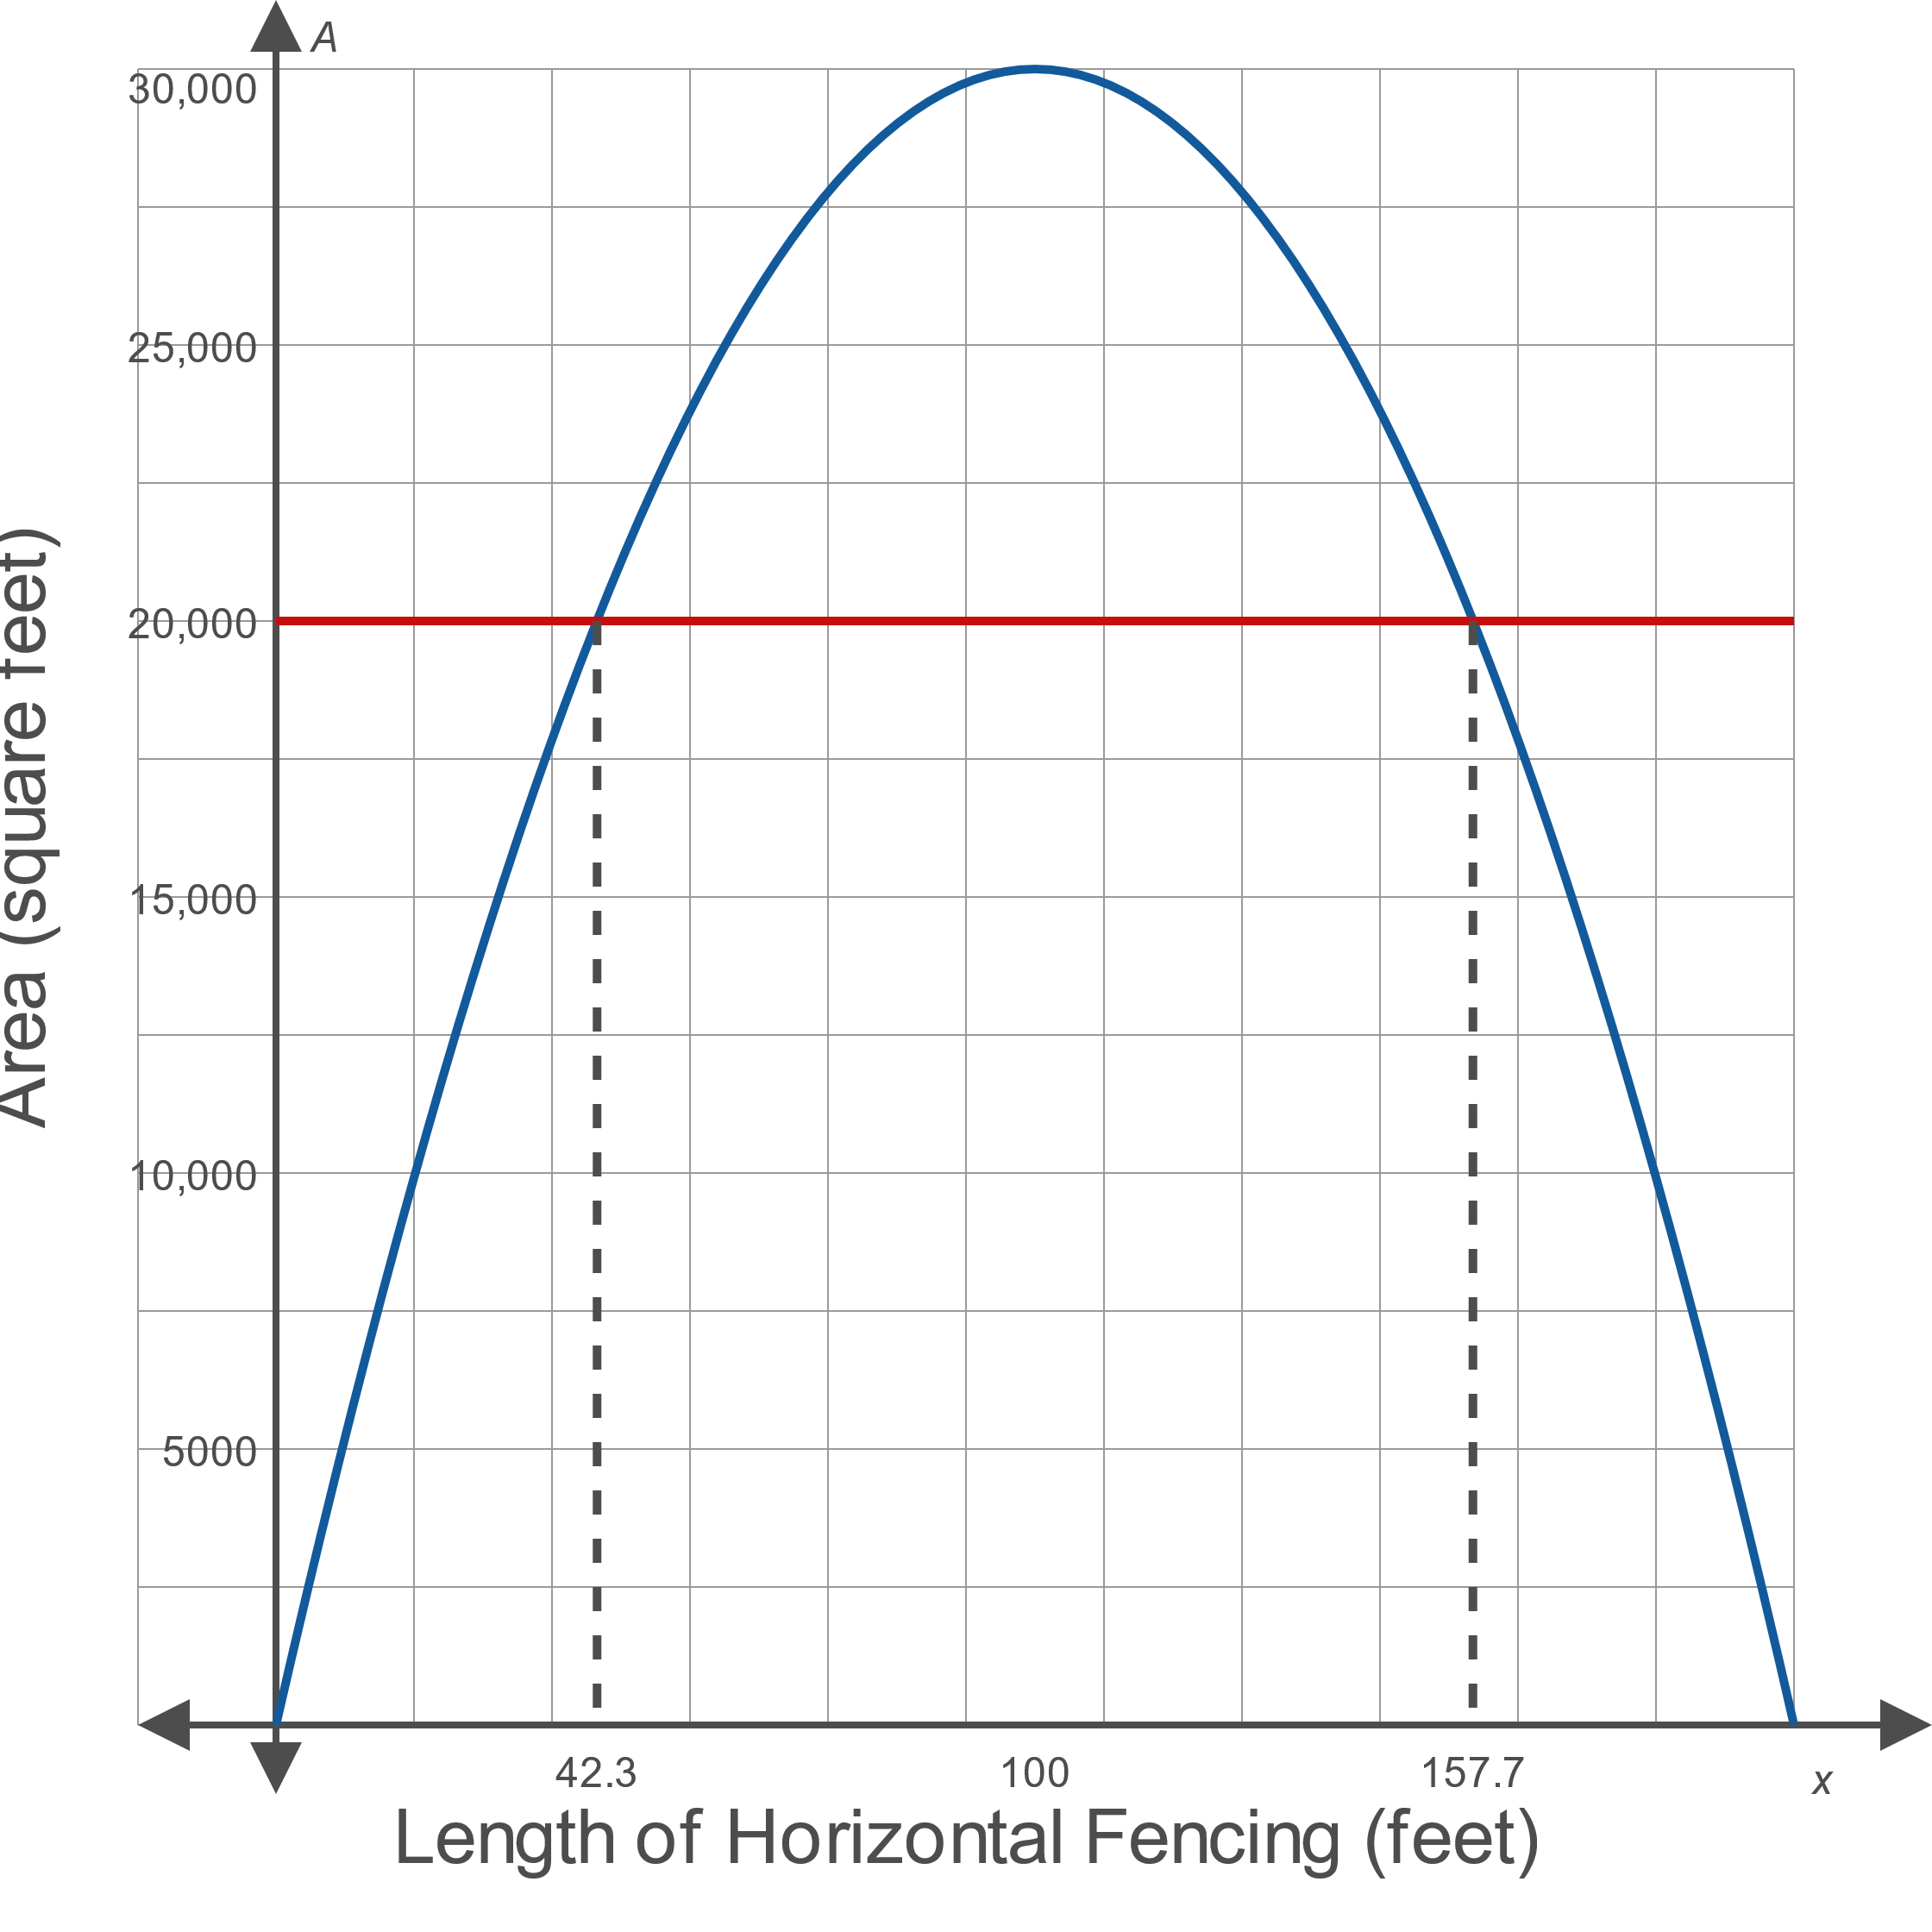 A
30,000
25,000
20,000
15,000
10,000
5000
Area (square feet)
42.3
100
157.7
x
Length of Horizontal Fencing (feet)